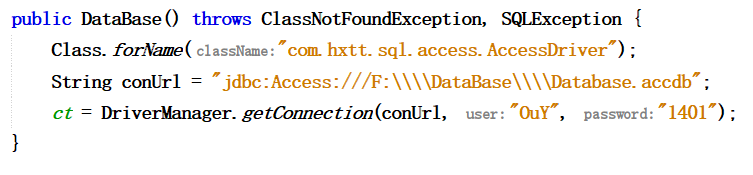 public DataBase() throws ClassNotFoundException, SQLException {
Class.forName( className: "com.hxtt.sql.access.AccessDriver");
String conUrl = "jdbc:Access:///F:\\\\DataBase\\\\Database.accdb";
ct = DriverManager.getConnection(conUrl, user: "OuY", password: "1401");
}